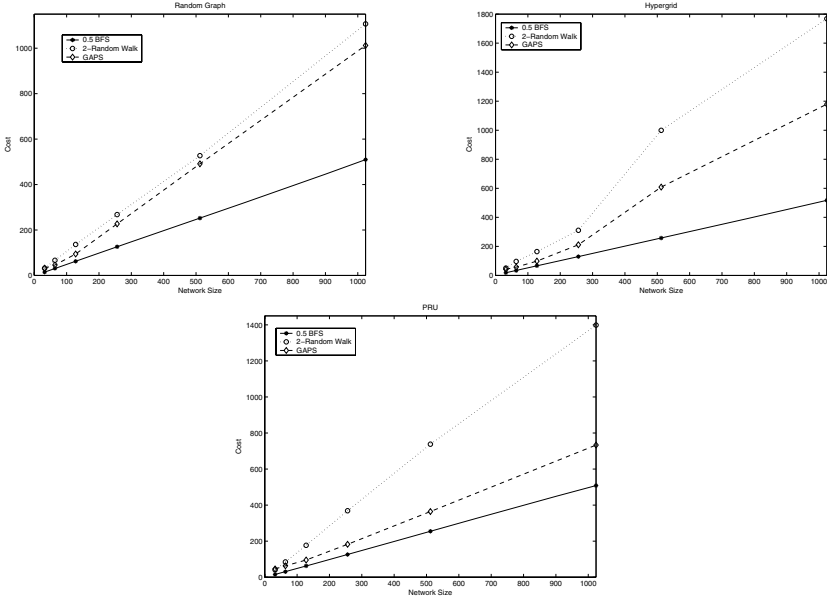 Random Graph
0.5 BFS
2-Random Walk
GAPS
1000
800
600
400
200
0
Cost
0 100 200 300 400 500 600 700 800 900 1000
Network Size
Hypergrid
0.5 BFS
2-Random Walk
GAPS
1800
1600
1400
1200
1000
800
600
400
200
0
Cost
0 100 200 300 400 500 600 700 800 900 1000
Network Size
PRU
0.5 BFS
2-Random Walk
GAPS
1400
1200
1000
800
600
400
200
0
Cost
0 100 200 300 400 500 600 700 800 900 1000
Network Size